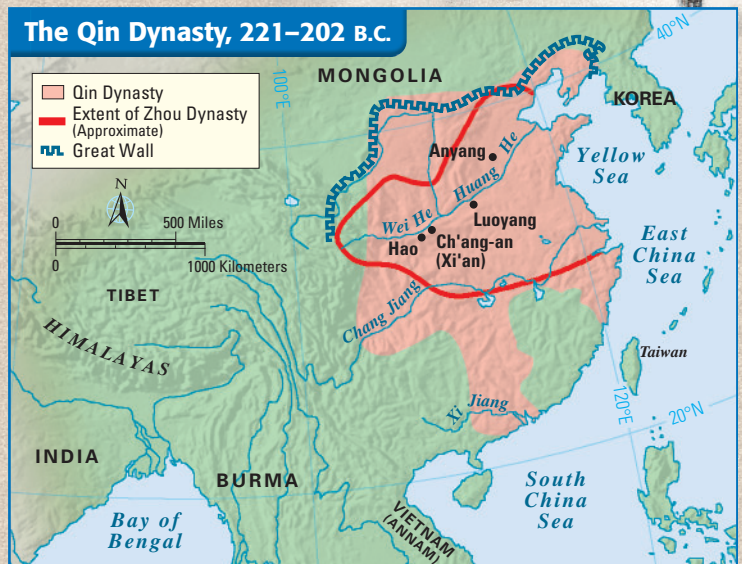 The Qin Dynasty, 221–202 B.C.
Qin Dynasty
Extent of Zhou Dynasty
(Approximate)
Great Wall
N
0 500 Miles
0 1000 Kilometers
100°E
40°N
MONGOLIA
KOREA
Anyang
Huang He
Yellow
Sea
Wei He
Luoyang
Hao
Ch'ang-an
(Xi'an)
East
China
Sea
TIBET
Chang Jiang
HIMALAYAS
Taiwan
Xi Jiang
120°E
20°N
INDIA
BURMA
South
China
Sea
Bay of
Bengal
VIETNAM
(ANNAM)